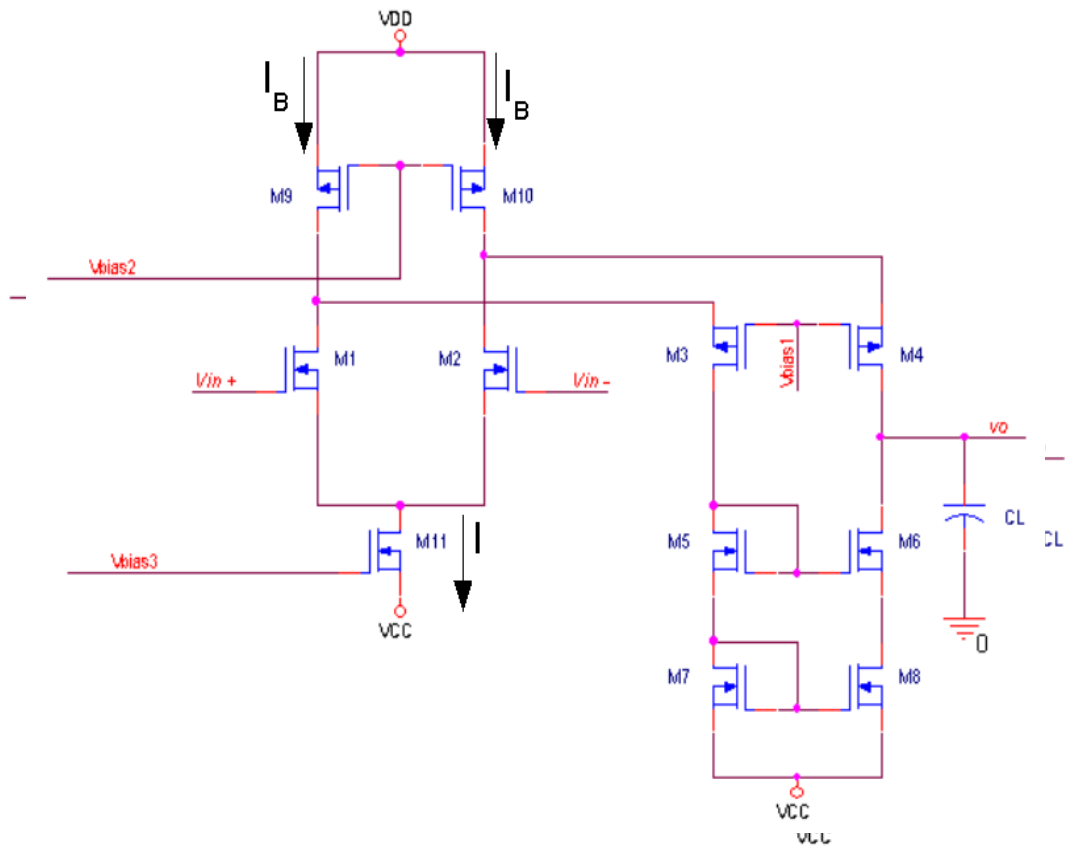 VDD
I B
I B
M9
M10
Vbias2
M1
M2
M3
M4
Vbias1
Vin +
Vin -
vo
M11
I
M5
M6
CL
CL
Vbias3
VCC
0
M7
M8
VCC
VCC